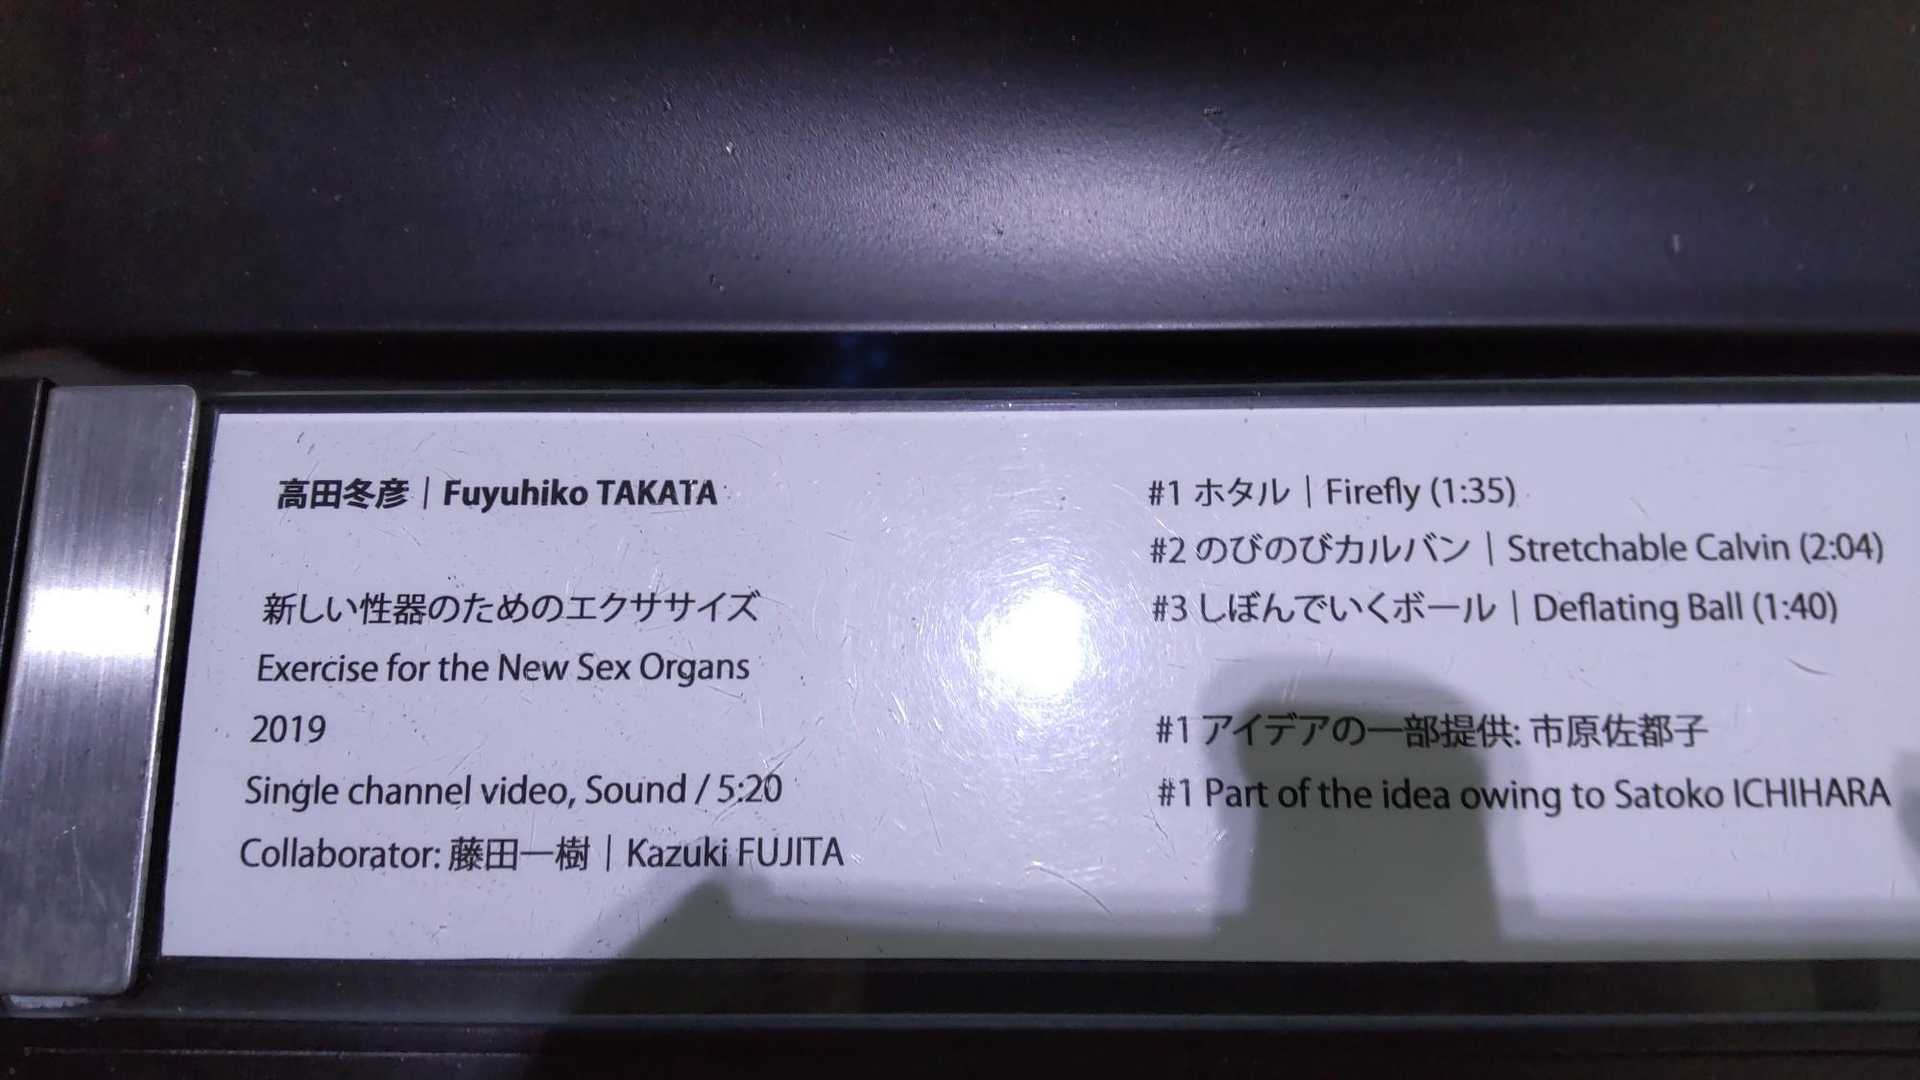 高田冬彦｜Fuyuhiko TAKATA
新しい性器のためのエクササイズ
Exercise for the New Sex Organs
2019
Single channel video, Sound / 5:20
Collaborator: 藤田一樹｜Kazuki FUJITA
#1 ホタル｜Firefly (1:35)
#2 のびのびカルバン｜Stretchable Calvin (2:04)
#3 しぼんでいくボール｜Deflating Ball (1:40)
#1 アイデアの一部提供: 市原佐都子
#1 Part of the idea owing to Satoko ICHIHARA